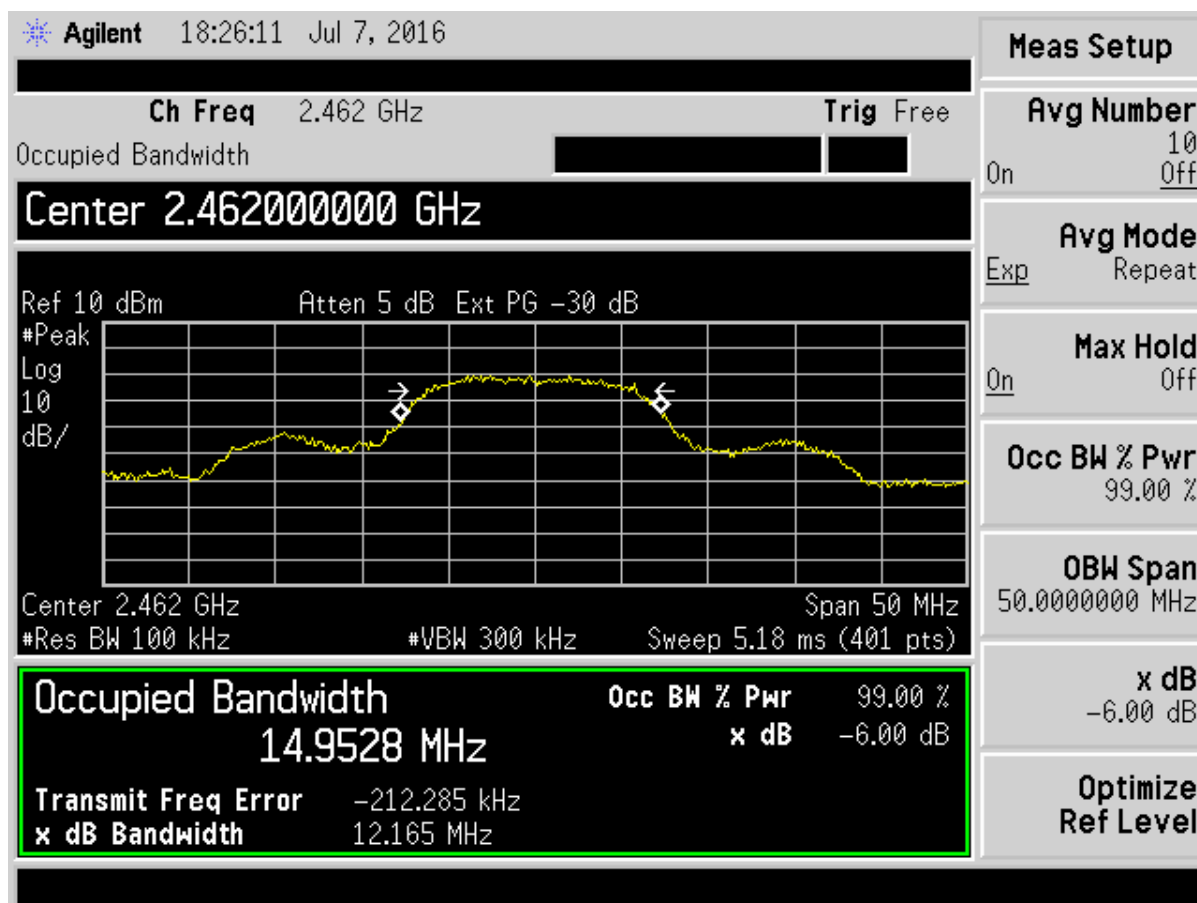 Agilent 18:26:11 Jul 7, 2016
Ch Freq 2.462 GHz Trig Free
Occupied Bandwidth
Center 2.462000000 GHz
Ref 10 dBm Atten 5 dB Ext PG -30 dB
#Peak
Log
10
dB/
Center 2.462 GHz Span 50 MHz
#Res BW 100 kHz #VBW 300 kHz Sweep 5.18 ms (401 pts)
Occupied Bandwidth Occ BW % Pwr 99.00 %
14.9528 MHz x dB -6.00 dB
Transmit Freq Error -212.285 kHz
x dB Bandwidth 12.165 MHz
Meas Setup
Avg Number
10
On Off
Avg Mode
Exp Repeat
Max Hold
On Off
Occ BW % Pwr
99.00 %
OBW Span
50.0000000 MHz
x dB
-6.00 dB
Optimize
Ref Level